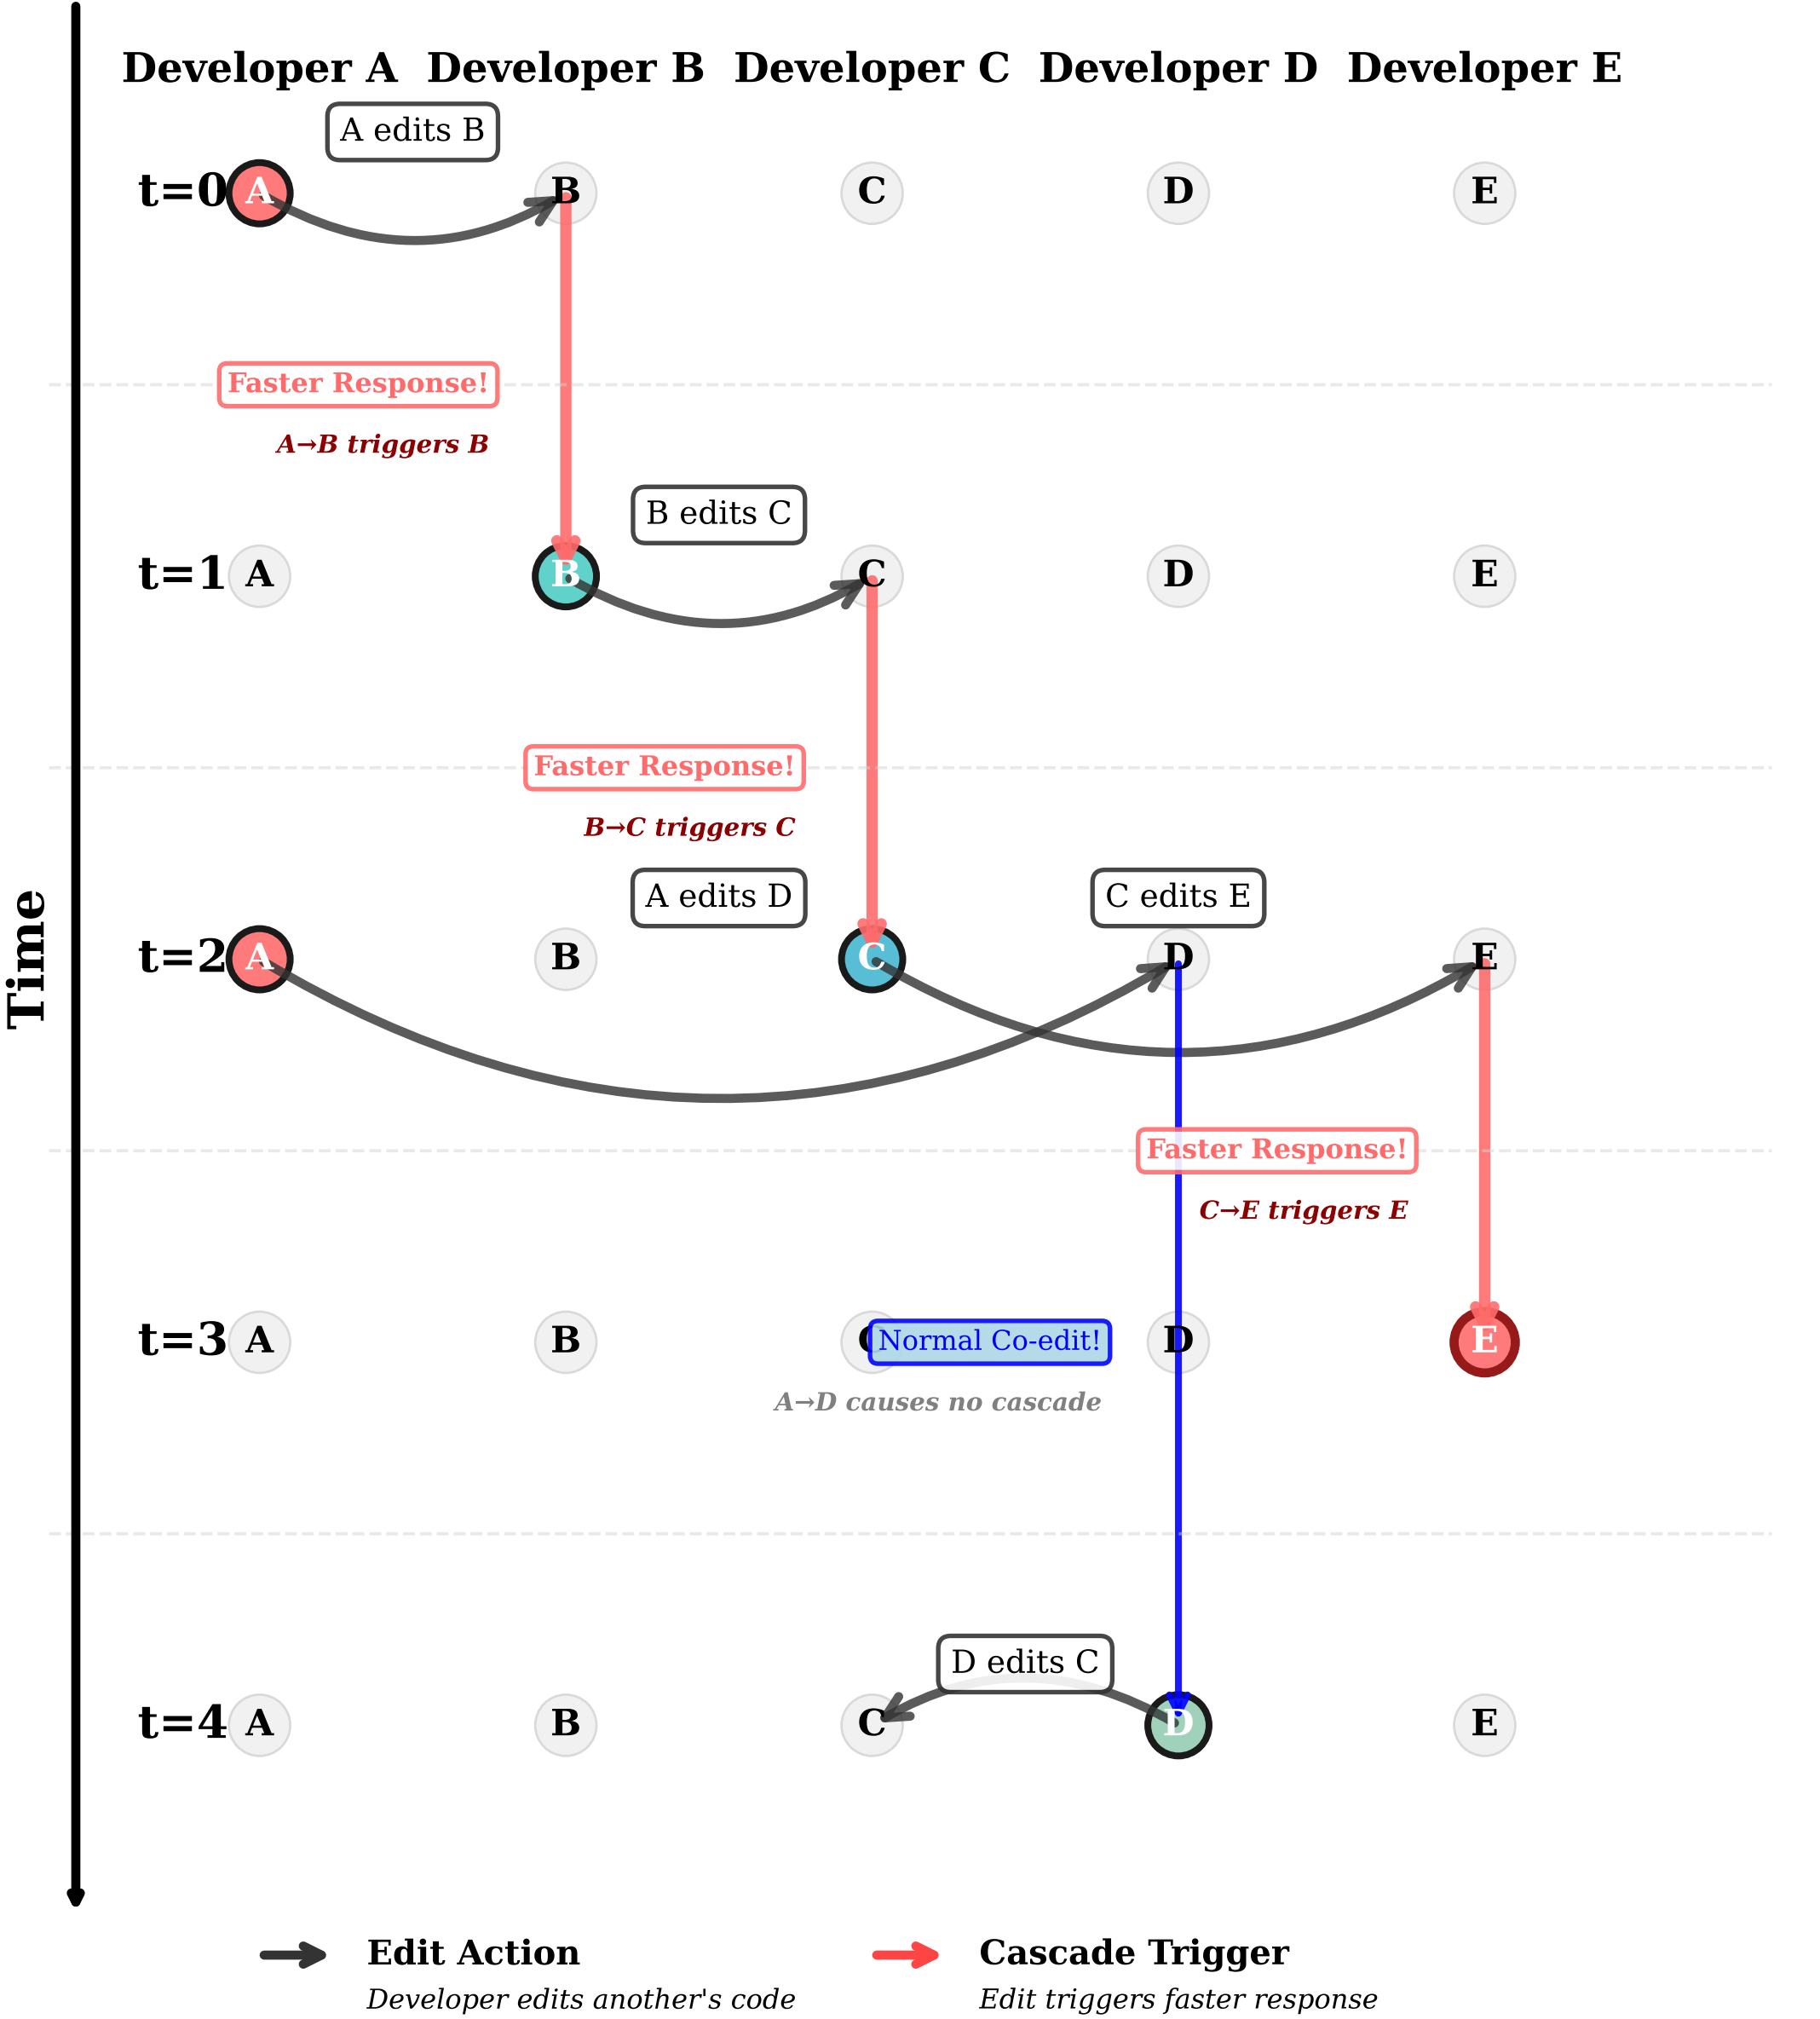 Developer A Developer B Developer C Developer D Developer E
A edits B
t=0 A B C D E
Faster Response!
A→B triggers B
B edits C
t=1 A B C D E
Faster Response!
B→C triggers C
A edits D C edits E
Time
t=2 A B C D E
Faster Response!
C→E triggers E
t=3 A B C Normal Co-edit! D E
A→D causes no cascade
D edits C
t=4 A B C D E
Edit Action Cascade Trigger
Developer edits another's code Edit triggers faster response